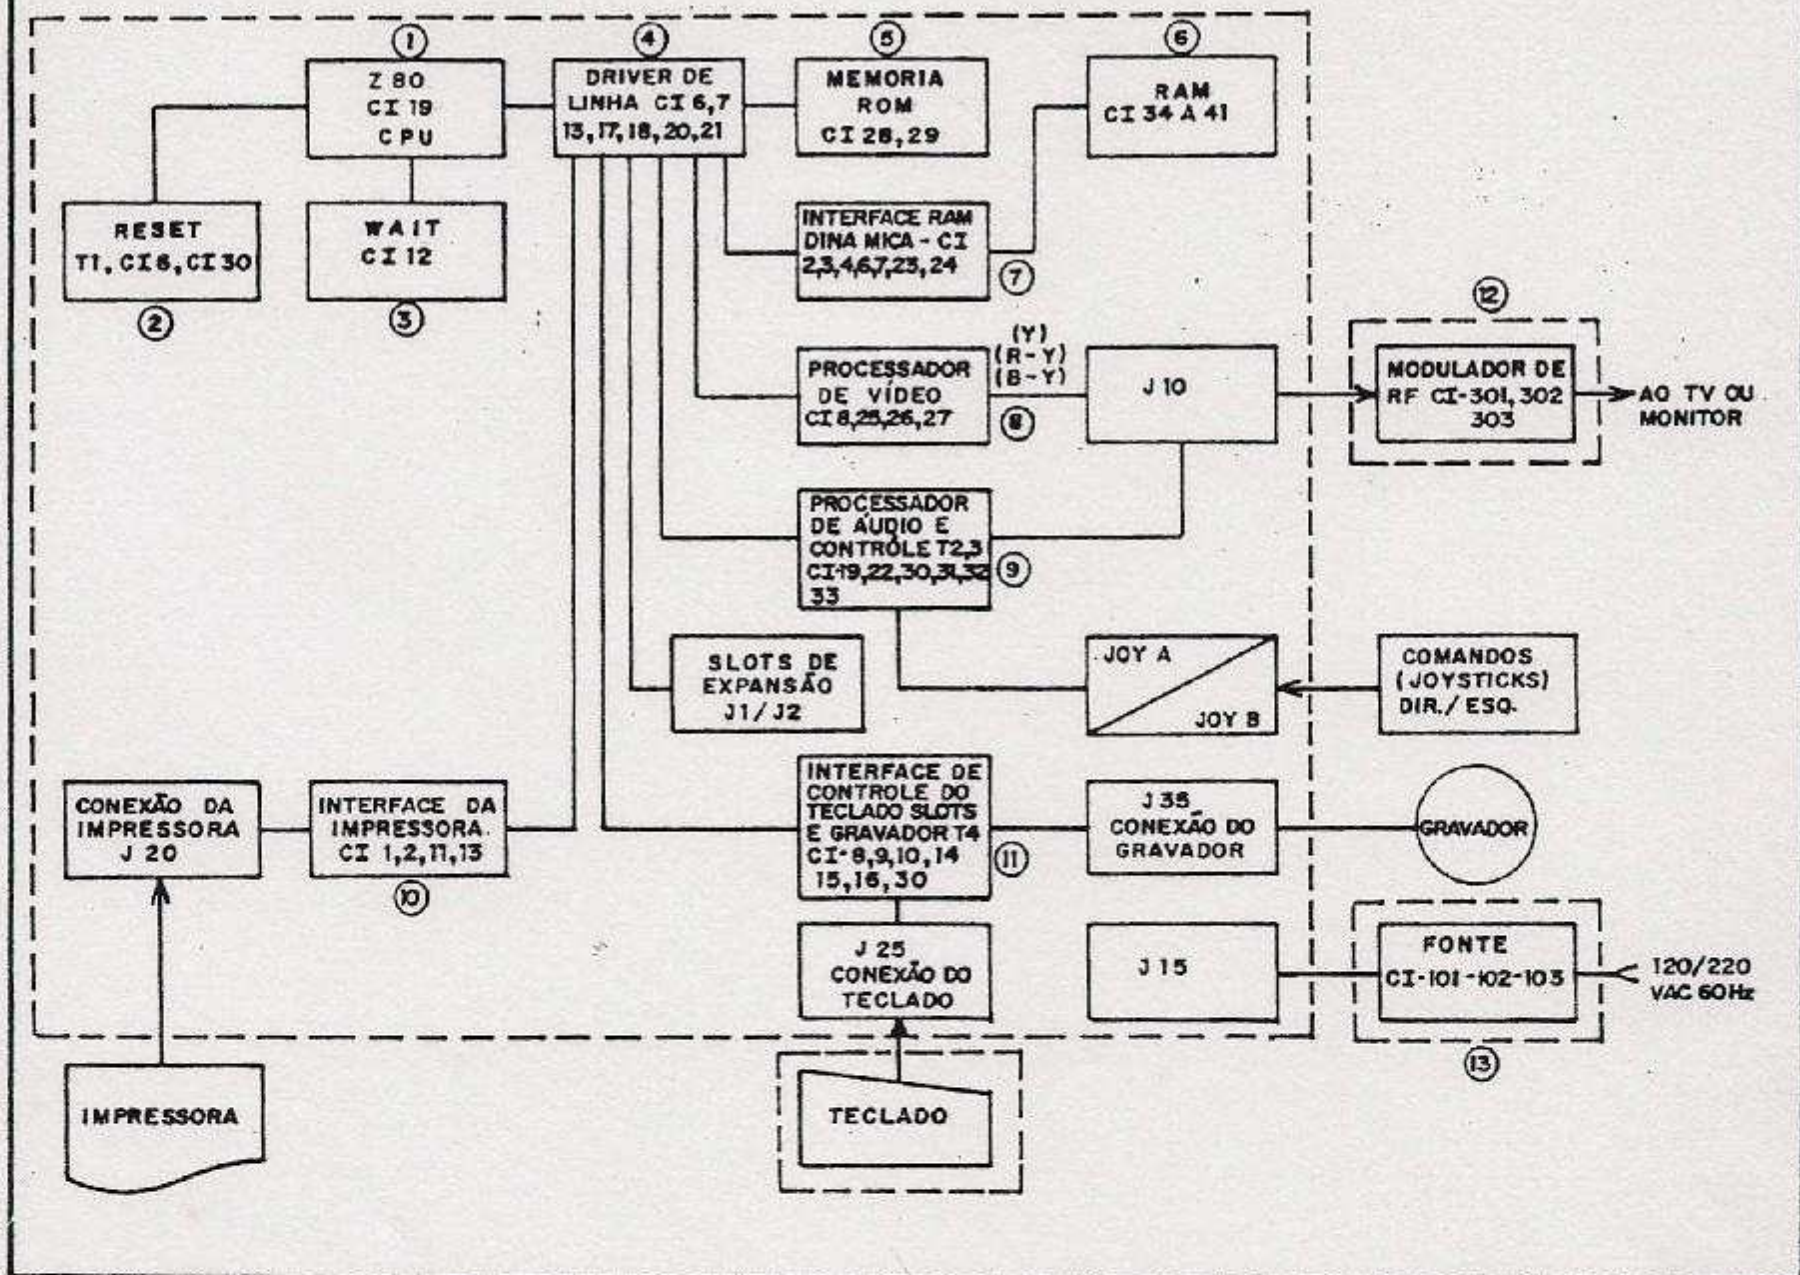 1
Z 80
CI 19
CPU
4
DRIVER DE
LINHA CI 6,7
13,17,18,20,21
5
MEMORIA
ROM
CI 28,29
6
RAM
CI 34 A 41
RESET
T1, CI 6, CI 30
2
WAIT
CI 12
3
INTERFACE RAM
DINA MICA - CI
2,3,4,6,7,23,24
7
PROCESSADOR
DE VÍDEO
CI 8,25,26,27
(Y)
(R-Y)
(B-Y)
8
J 10
12
MODULADOR DE
RF CI-301, 302
303
AO TV OU
MONITOR
PROCESSADOR
DE ÁUDIO E
CONTRÔLE T2,3
CI-19,22,30,31,32
33
9
SLOTS DE
EXPANSÃO
J1/J2
JOY A
JOY B
COMANDOS
(JOYSTICKS)
DIR./ESQ.
CONEXÃO DA
IMPRESSORA
J 20
INTERFACE DA
IMPRESSORA.
CI 1,2,11,13
10
INTERFACE DE
CONTROLE DO
TECLADO SLOTS
E GRAVADOR T4
CI-8,9,10,14
15,16,30
11
J 35
CONEXÃO DO
GRAVADOR
GRAVADOR
J 25
CONEXÃO DO
TECLADO
J 15
FONTE
CI-101-102-103
120/220
VAC 60Hz
13
IMPRESSORA
TECLADO